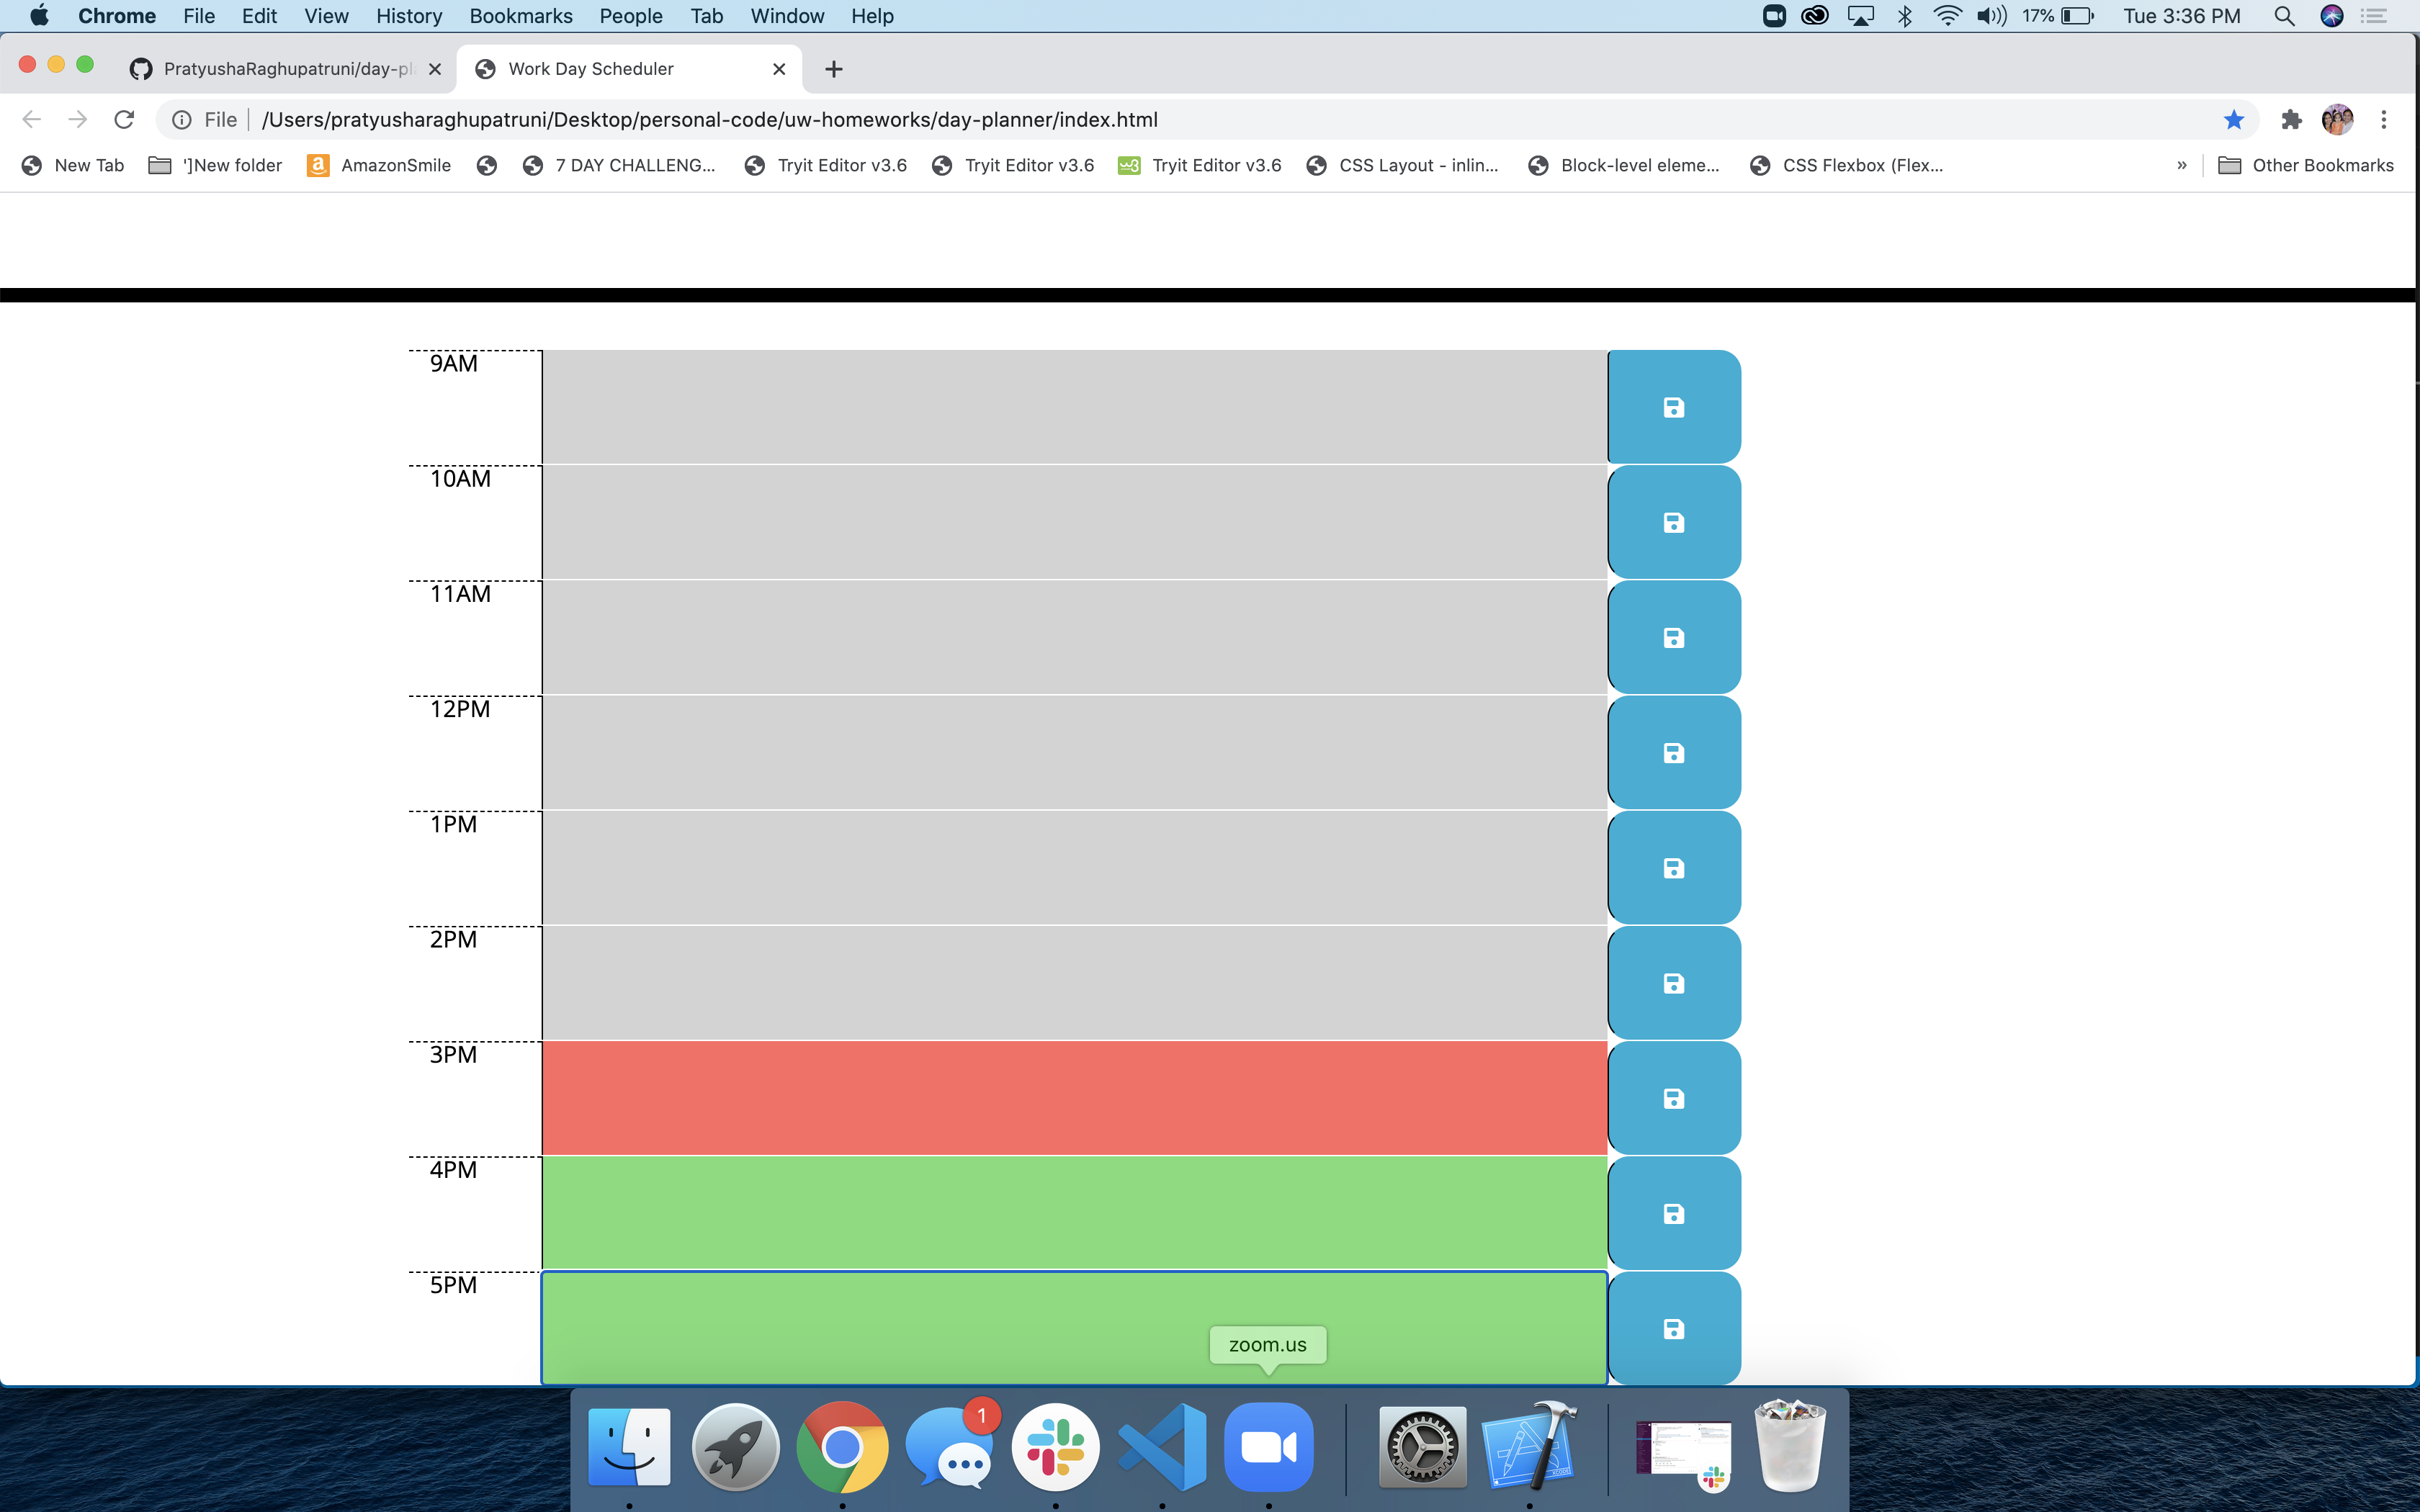 Chrome File Edit View History Bookmarks People Tab Window Help 17% Tue 3:36 PM
PratyushaRaghupatruni/day-pl Work Day Scheduler
File /Users/pratyusharaghupatruni/Desktop/personal-code/uw-homeworks/day-planner/index.html
New Tab ']New folder AmazonSmile 7 DAY CHALLENG... Tryit Editor v3.6 Tryit Editor v3.6 Tryit Editor v3.6 CSS Layout - inlin... Block-level eleme... CSS Flexbox (Flex... » Other Bookmarks
9AM
10AM
11AM
12PM
1PM
2PM
3PM
4PM
5PM
zoom.us
1